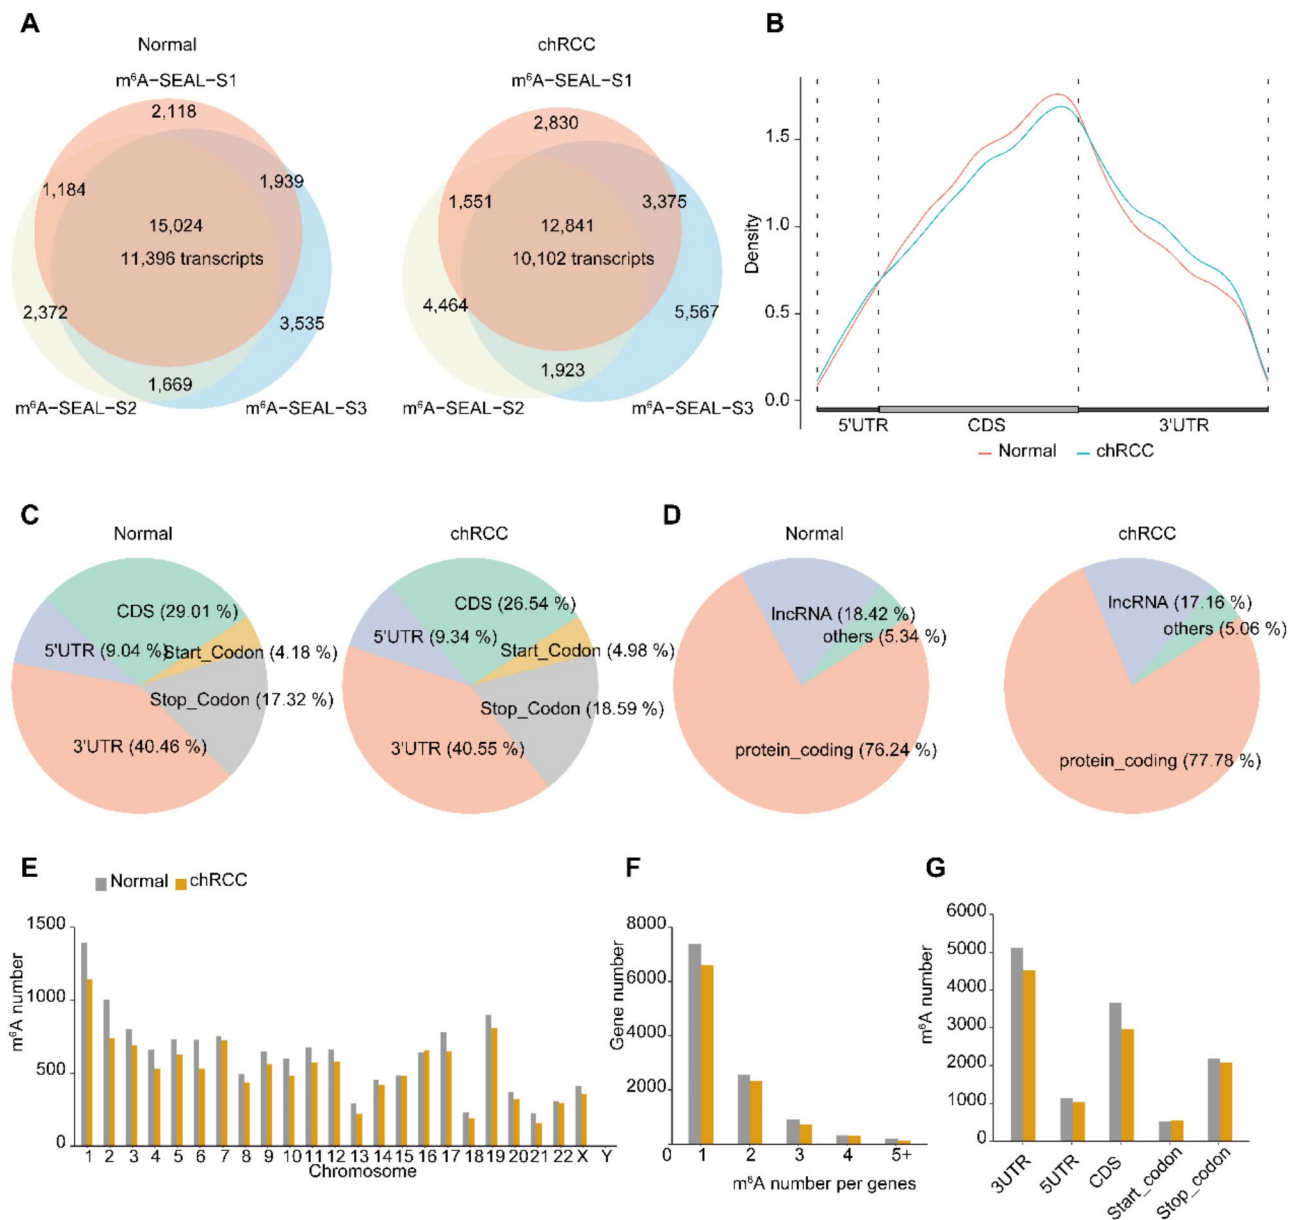 A
Normal
m⁶A−SEAL−S1
2,118
1,184
1,939
15,024
11,396 transcripts
2,372
3,535
1,669
m⁶A−SEAL−S2
m⁶A−SEAL−S3
chRCC
m⁶A−SEAL−S1
2,830
1,551
3,375
12,841
10,102 transcripts
4,464
5,567
1,923
m⁶A−SEAL−S2
m⁶A−SEAL−S3
B
Density
1.5
1.0
0.5
0.0
5'UTR CDS 3'UTR
Normal chRCC
C
Normal
CDS (29.01 %)
5'UTR (9.04 %)
Start_Codon (4.18 %)
Stop_Codon (17.32 %)
3'UTR (40.46 %)
chRCC
CDS (26.54 %)
5'UTR (9.34 %)
Start_Codon (4.98 %)
Stop_Codon (18.59 %)
3'UTR (40.55 %)
D
Normal
lncRNA (18.42 %)
others (5.34 %)
protein_coding (76.24 %)
chRCC
lncRNA (17.16 %)
others (5.06 %)
protein_coding (77.78 %)
E
Normal chRCC
m⁶A number
1500
1000
500
0
1 2 3 4 5 6 7 8 9 10 11 12 13 14 15 16 17 18 19 20 21 22 X Y
Chromosome
F
Gene number
8000
6000
4000
2000
0 1 2 3 4 5+
m⁶A number per genes
G
m⁶A number
6000
5000
4000
3000
2000
1000
0
3UTR
5UTR
CDS
Start_codon
Stop_codon